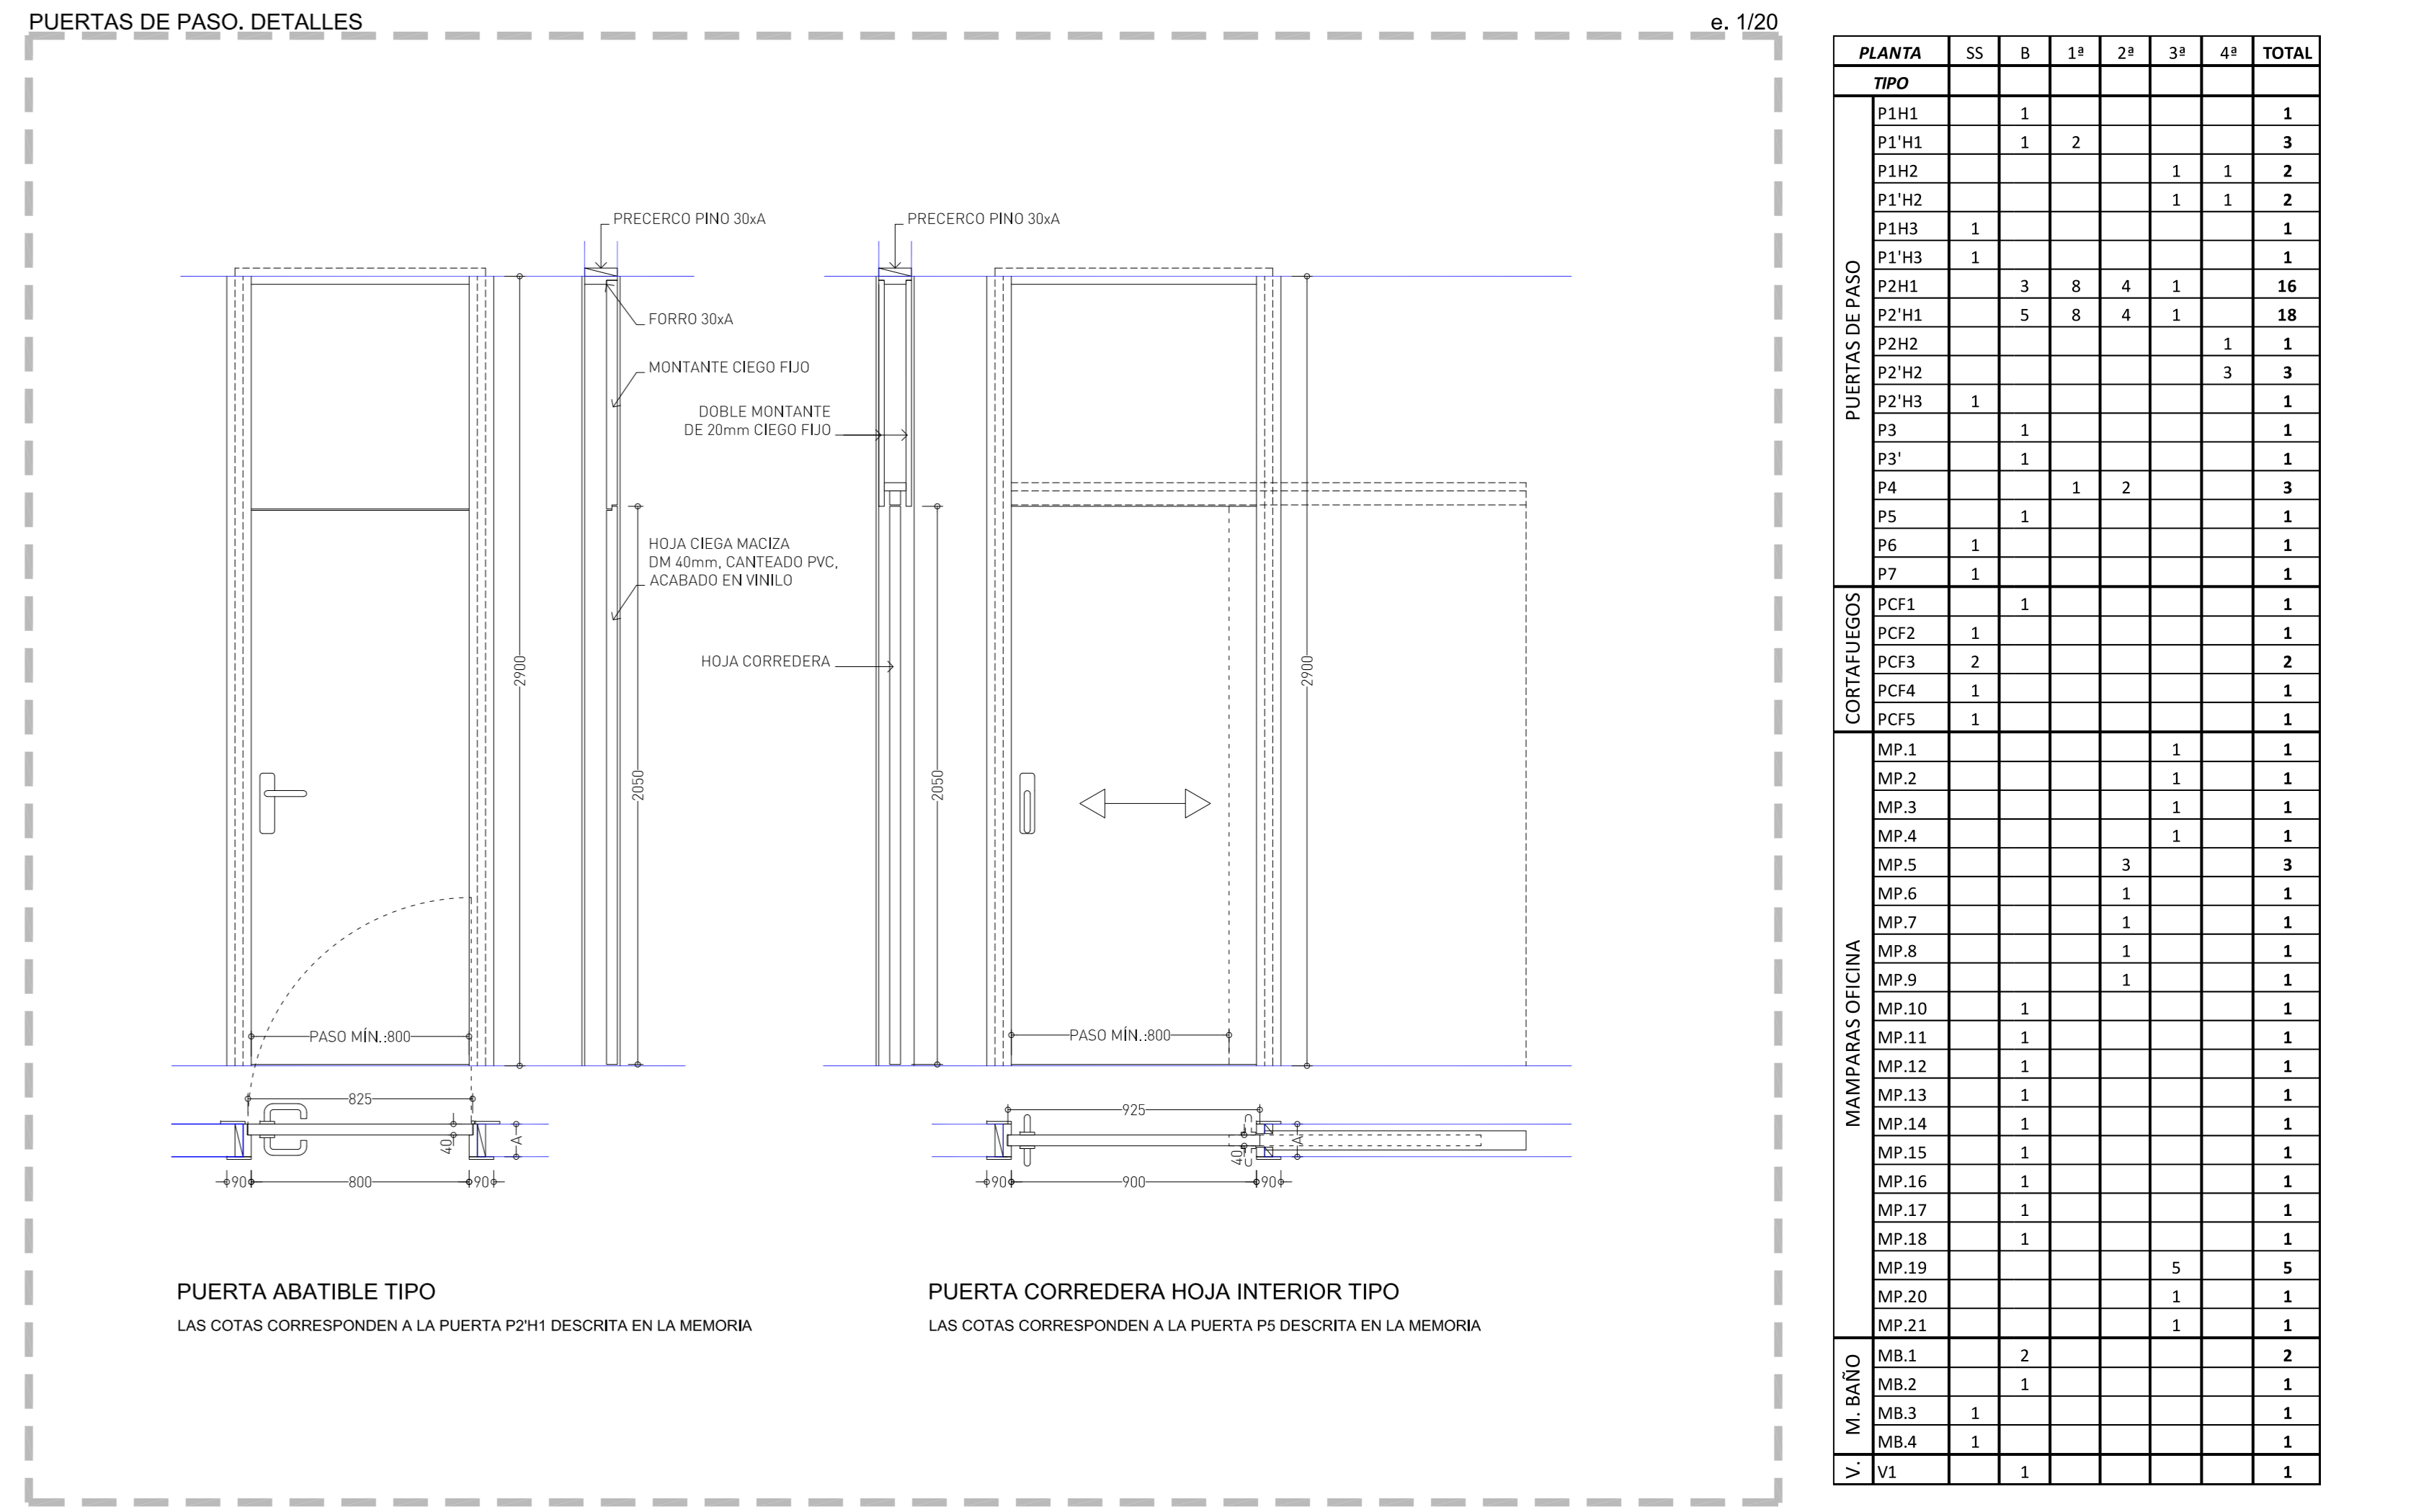 PUERTAS DE PASO. DETALLES
e. 1/20
PRECERCO PINO 30xA
FORRO 30xA
MONTANTE CIEGO FIJO
HOJA CIEGA MACIZA
DM 40mm, CANTEADO PVC,
ACABADO EN VINILO
2900
2050
PASO MÍN.:800
825
40
A
90
800
90
PUERTA ABATIBLE TIPO
LAS COTAS CORRESPONDEN A LA PUERTA P2'H1 DESCRITA EN LA MEMORIA
PRECERCO PINO 30xA
DOBLE MONTANTE
DE 20mm CIEGO FIJO
HOJA CORREDERA
2050
2900
PASO MÍN.:800
925
40
A
90
900
90
PUERTA CORREDERA HOJA INTERIOR TIPO
LAS COTAS CORRESPONDEN A LA PUERTA P5 DESCRITA EN LA MEMORIA
PLANTA SS B 1ª 2ª 3ª 4ª TOTAL
TIPO
PUERTAS DE PASO
P1H1 1 1
P1'H1 1 2 3
P1H2 1 1 2
P1'H2 1 1 2
P1H3 1 1
P1'H3 1 1
P2H1 3 8 4 1 16
P2'H1 5 8 4 1 18
P2H2 1 1
P2'H2 3 3
P2'H3 1 1
P3 1 1
P3' 1 1
P4 1 2 3
P5 1 1
P6 1 1
P7 1 1
CORTAFUEGOS
PCF1 1 1
PCF2 1 1
PCF3 2 2
PCF4 1 1
PCF5 1 1
MAMPARAS OFICINA
MP.1 1 1
MP.2 1 1
MP.3 1 1
MP.4 1 1
MP.5 3 3
MP.6 1 1
MP.7 1 1
MP.8 1 1
MP.9 1 1
MP.10 1 1
MP.11 1 1
MP.12 1 1
MP.13 1 1
MP.14 1 1
MP.15 1 1
MP.16 1 1
MP.17 1 1
MP.18 1 1
MP.19 5 5
MP.20 1 1
MP.21 1 1
M. BAÑO
MB.1 2 2
MB.2 1 1
MB.3 1 1
MB.4 1 1
V.
V1 1 1